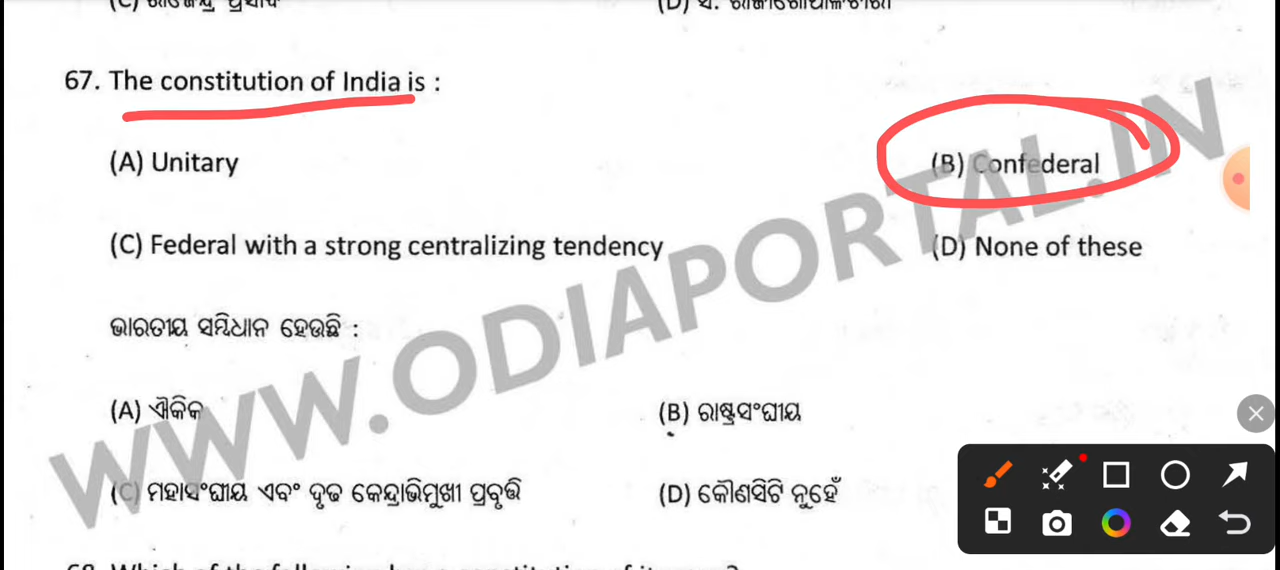 67. The constitution of India is :
(A) Unitary (B) Confederal
(C) Federal with a strong centralizing tendency (D) None of these
ଭାରତୀୟ ସମ୍ବିଧାନ ହେଉଛି :
(A) ଐକିକ (B) ରାଷ୍ଟ୍ରସଂଘୀୟ
(C) ମହାସଂଘୀୟ ଏବଂ ଦୃଢ କେନ୍ଦ୍ରାଭିମୁଖୀ ପ୍ରବୃତ୍ତି (D) କୌଣସିଟି ନୁହେଁ
WWW.ODIAPORTAL.IN